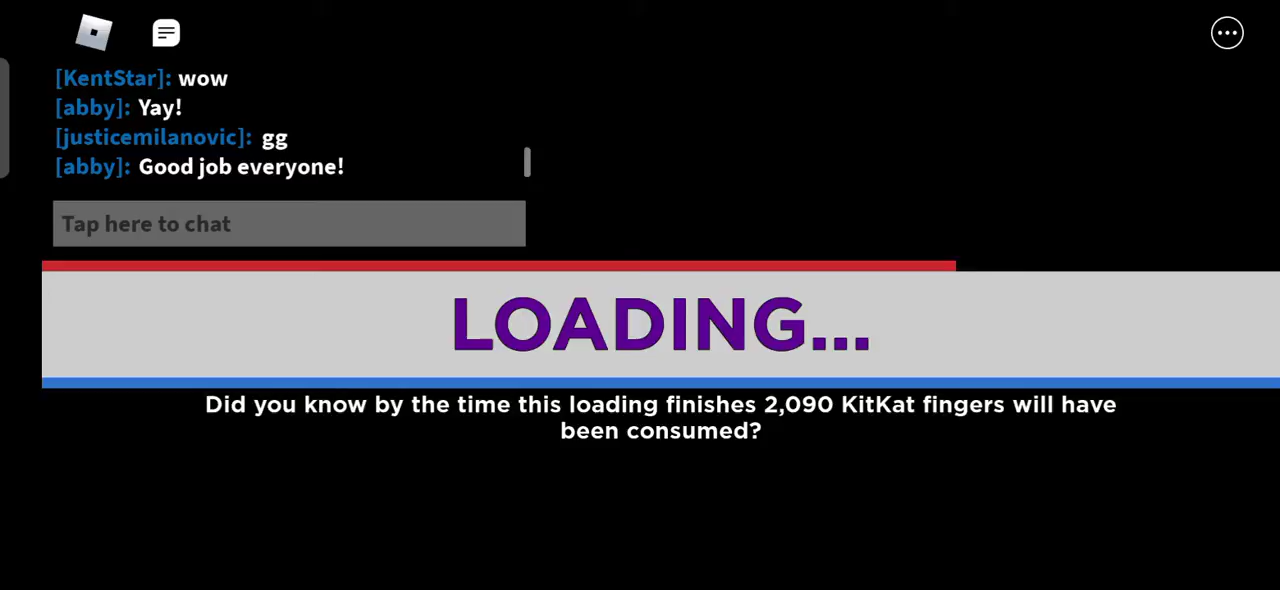 [KentStar]: wow
[abby]: Yay!
[justicemilanovic]: gg
[abby]: Good job everyone!
Tap here to chat
LOADING...
Did you know by the time this loading finishes 2,090 KitKat fingers will have
been consumed?